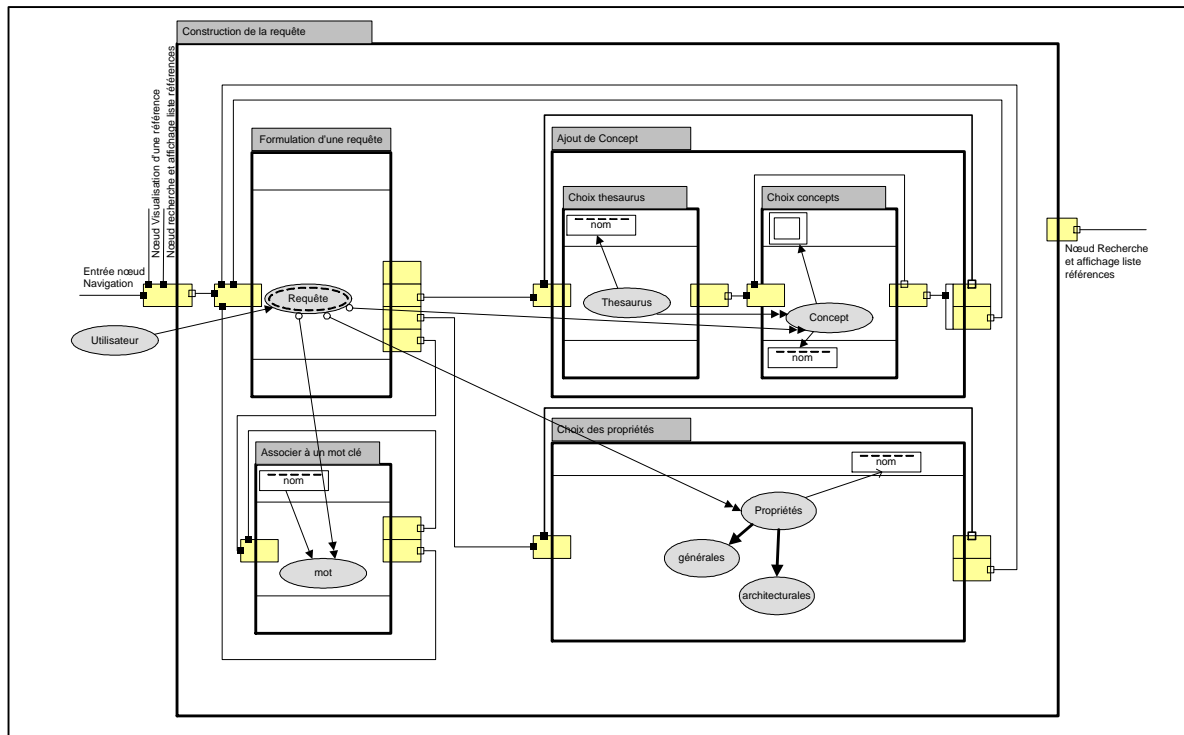 Construction de la requête
Nœud Visualisation d'une référence
Nœud recherche et affichage liste références
Formulation d'une requête
Ajout de Concept
Choix thesaurus
Choix concepts
nom
Entrée nœud
Navigation
Nœud Recherche
et affichage liste
références
Requête
Thesaurus
Concept
Utilisateur
nom
Choix des propriétés
Associer à un mot clé
nom
nom
Propriétés
générales
mot
architecturales